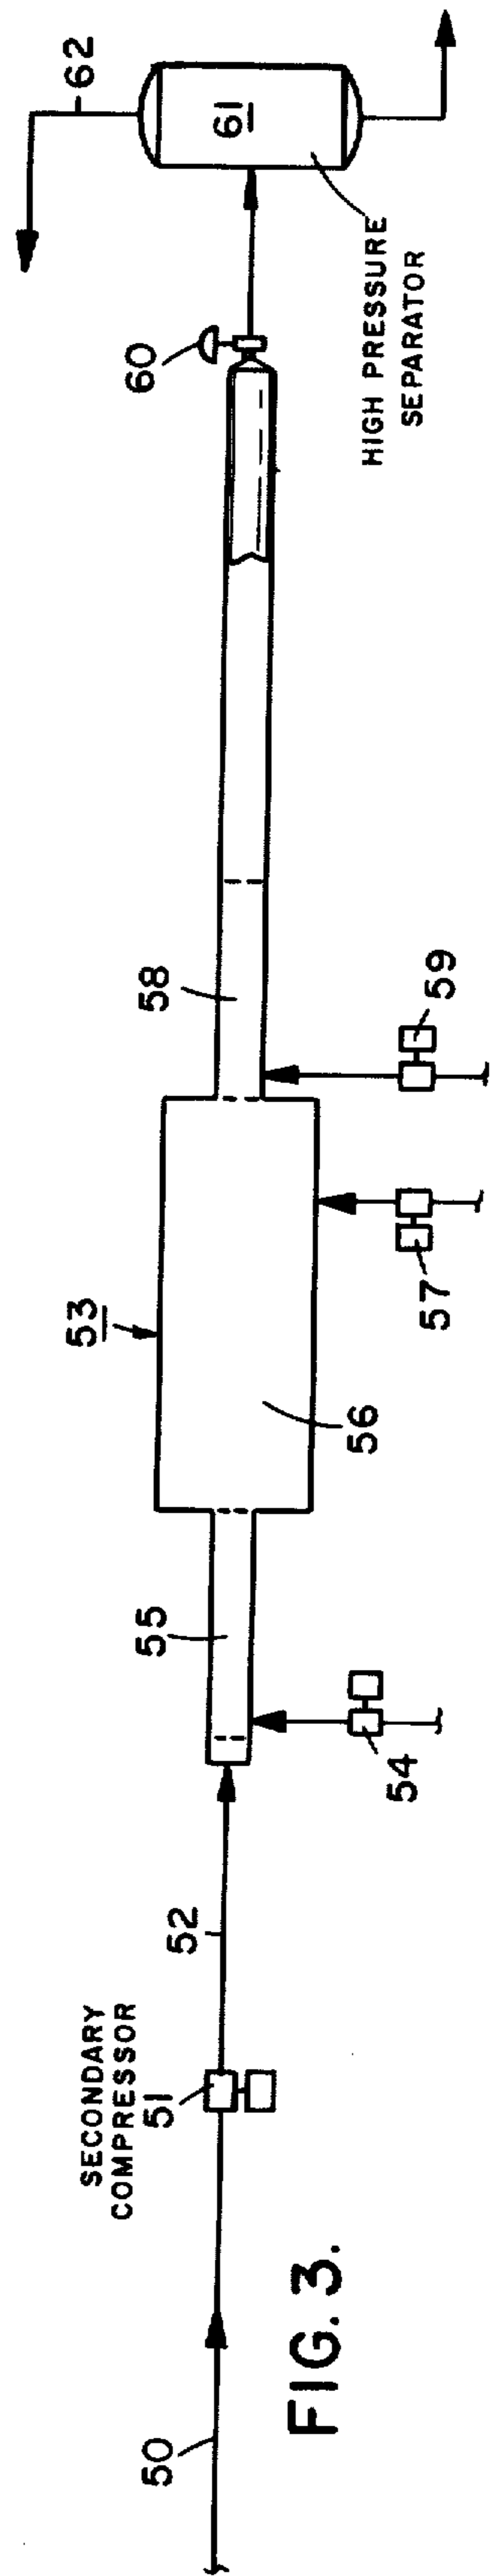 50
SECONDARY
COMPRESSOR
51
52
54
55
53
56
57
58
59
60
61
62
HIGH PRESSURE
SEPARATOR
FIG. 3.